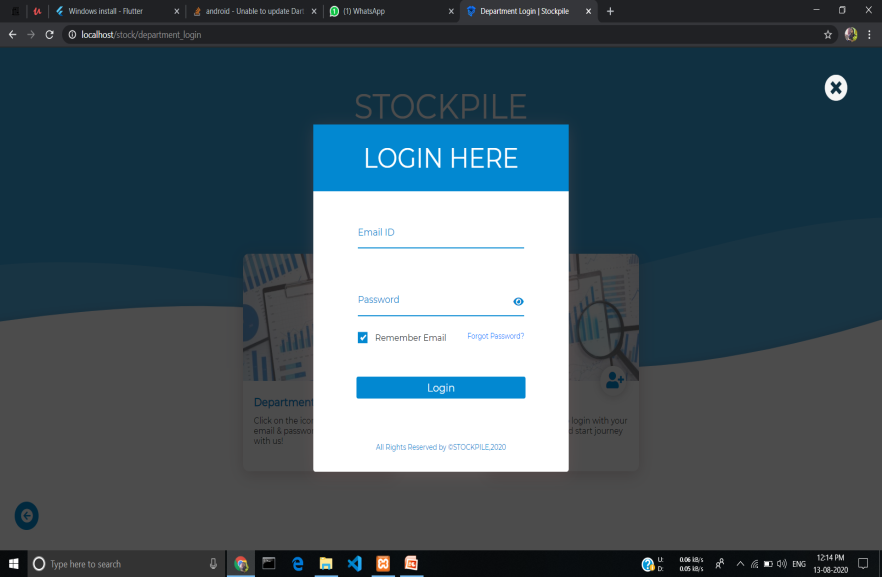 Windows install - Flutter
android - Unable to update Dart
(1) WhatsApp
Department Login | Stockpile
localhost/stock/department_login
STOCKPILE
LOGIN HERE
Email ID
Password
Remember Email
Forgot Password?
Login
All Rights Reserved by ©STOCKPILE,2020
Department
Click on the icon
email & passwo
with us!
login with your
d start journey
Type here to search
U: 0.06 kB/s
D: 0.05 kB/s
ENG
12:14 PM
13-08-2020